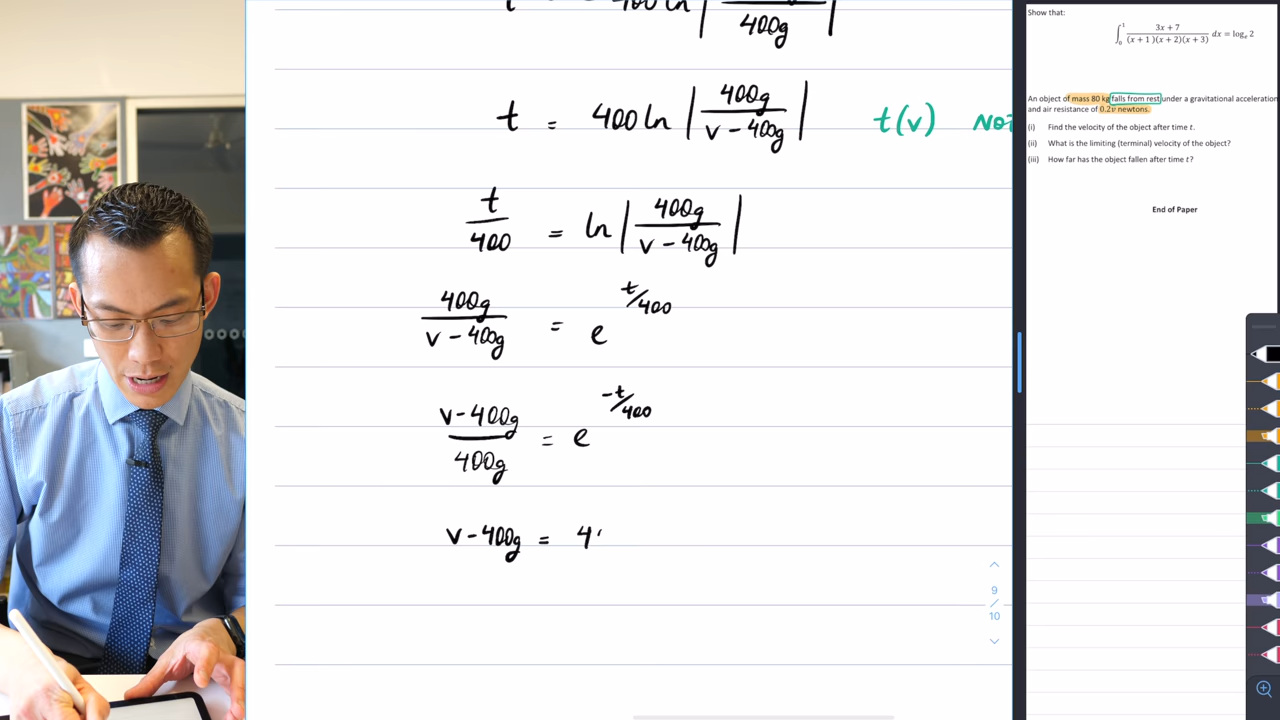 400g
t = 400 ln | 400g / v - 400g | t(v)
t/400 = ln | 400g / v - 400g |
400g / v - 400g = e^t/400
v - 400g / 400g = e^-t/400
v - 400g =
9
/
10
Show that:
∫₀¹ 3x + 7 / (x + 1)(x + 2)(x + 3) dx = logₑ 2
An object of mass 80 kg falls from rest under a gravitational acceleration
and air resistance of 0.2v newtons.
(i) Find the velocity of the object after time t.
(ii) What is the limiting (terminal) velocity of the object?
(iii) How far has the object fallen after time t?
End of Paper